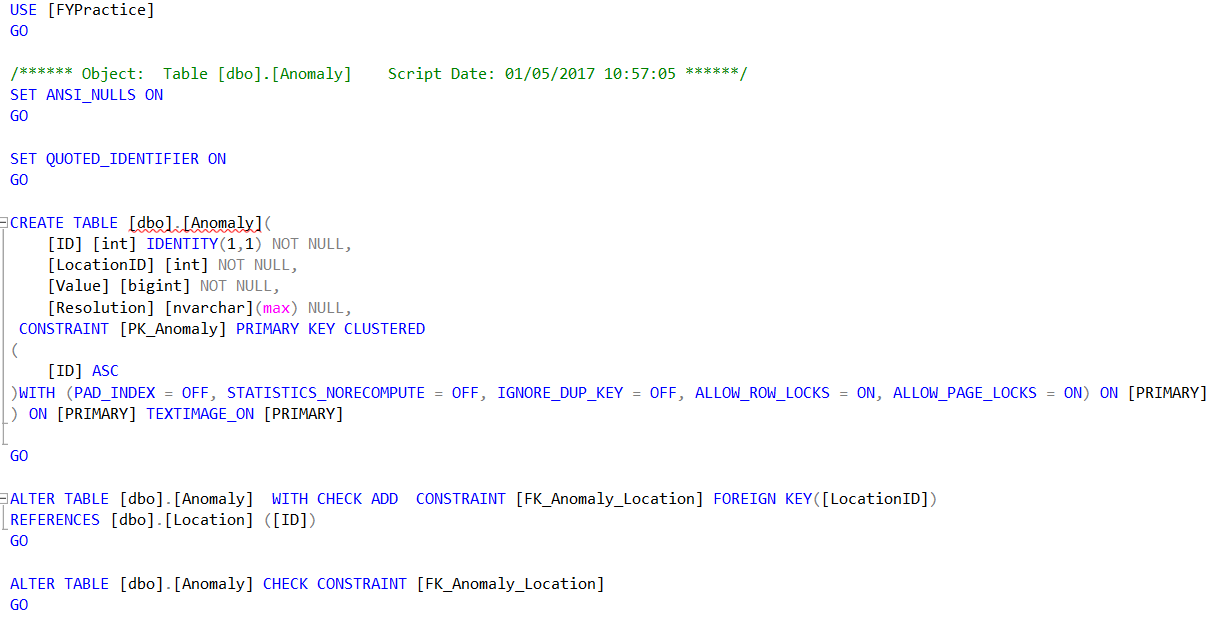 USE [FYPractice]
GO
/****** Object:  Table [dbo].[Anomaly]    Script Date: 01/05/2017 10:57:05 ******/
SET ANSI_NULLS ON
GO
SET QUOTED_IDENTIFIER ON
GO
CREATE TABLE [dbo].[Anomaly](
    [ID] [int] IDENTITY(1,1) NOT NULL,
    [LocationID] [int] NOT NULL,
    [Value] [bigint] NOT NULL,
    [Resolution] [nvarchar](max) NULL,
 CONSTRAINT [PK_Anomaly] PRIMARY KEY CLUSTERED
(
    [ID] ASC
)WITH (PAD_INDEX = OFF, STATISTICS_NORECOMPUTE = OFF, IGNORE_DUP_KEY = OFF, ALLOW_ROW_LOCKS = ON, ALLOW_PAGE_LOCKS = ON) ON [PRIMARY]
) ON [PRIMARY] TEXTIMAGE_ON [PRIMARY]
GO
ALTER TABLE [dbo].[Anomaly]  WITH CHECK ADD  CONSTRAINT [FK_Anomaly_Location] FOREIGN KEY([LocationID])
REFERENCES [dbo].[Location] ([ID])
GO
ALTER TABLE [dbo].[Anomaly] CHECK CONSTRAINT [FK_Anomaly_Location]
GO